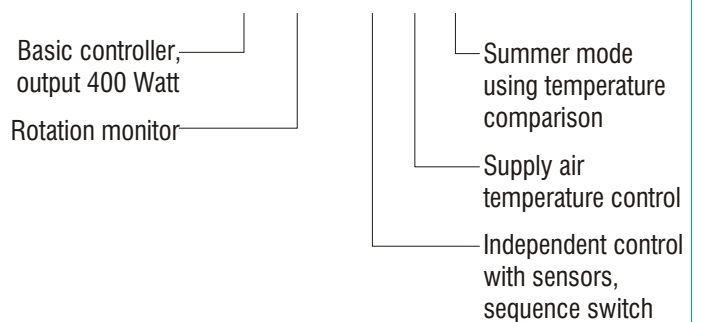 Basic controller,
output 400 Watt
Rotation monitor
Summer mode
using temperature
comparison
Supply air
temperature control
Independent control
with sensors,
sequence switch